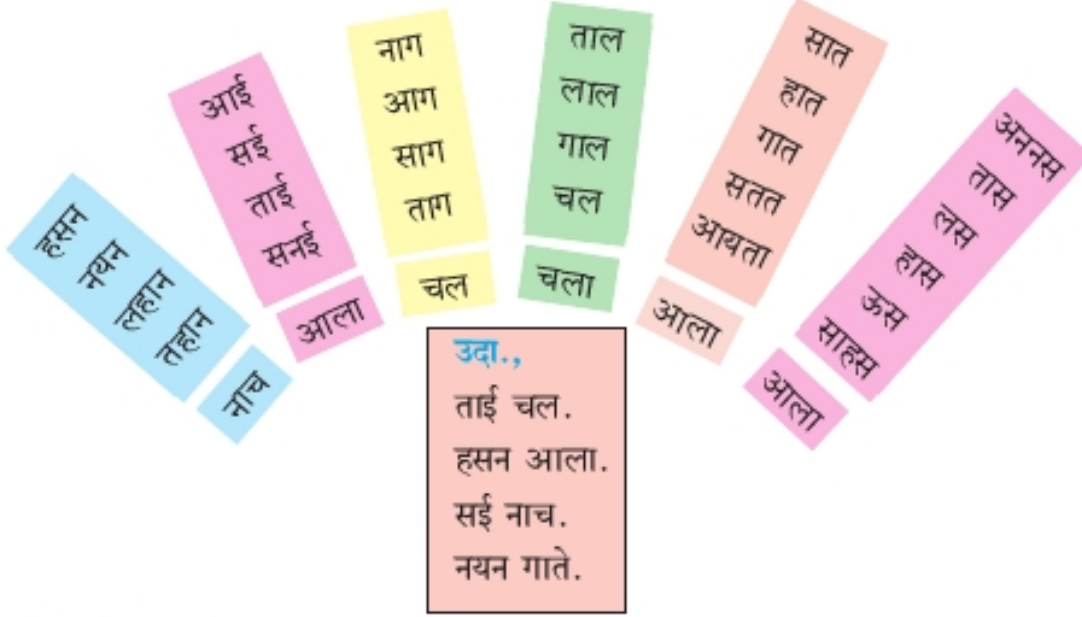 हसन
नयन
लहान
तहान
नाच
आई
सई
ताई
सनई
आला
नाग
आग
साग
ताग
चल
ताल
लाल
गाल
चल
चला
सात
हात
गात
सतत
आयता
आला
अननस
तास
लस
हास
ऊस
साहस
आला
उदा.,
ताई चल.
हसन आला.
सई नाच.
नयन गाते.